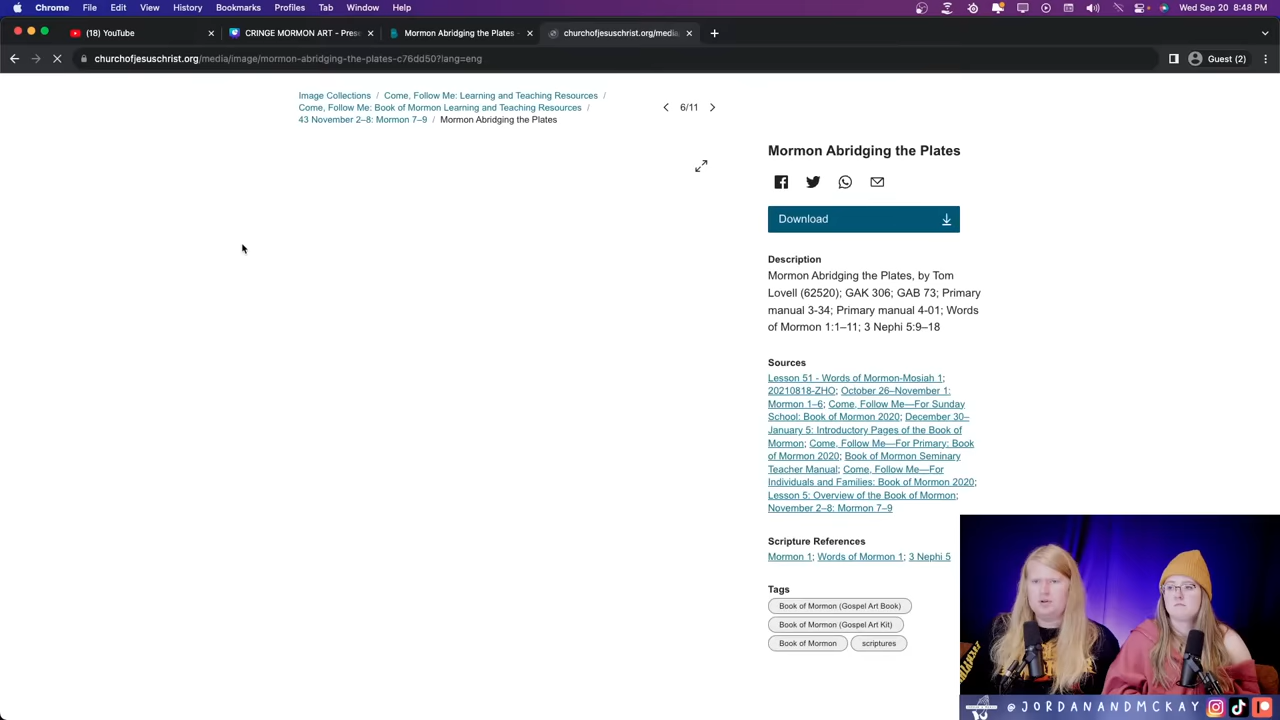 Chrome File Edit View History Bookmarks Profiles Tab Window Help
Mon Jan 9 8:48 PM
(18) YouTube
CRINGE MORMON ART - Pres
Mormon Abridging the Plates -
churchofjesuschrist.org/media
churchofjesuschrist.org/media/image/mormon-abridging-the-plates-c76dd50?lang=eng
Guest (2)
Image Collections / Come, Follow Me: Learning and Teaching Resources /
Come, Follow Me: Book of Mormon Learning and Teaching Resources /
43 November 2–8: Mormon 7–9 / Mormon Abridging the Plates
6/11
Mormon Abridging the Plates
Download
Description
Mormon Abridging the Plates, by Tom
Lovell (62520); GAK 306; GAB 73; Primary
manual 3-34; Primary manual 4-01; Words
of Mormon 1:1–11; 3 Nephi 5:9–18
Sources
Lesson 51 - Words of Mormon-Mosiah 1;
20210818-ZHO; October 26–November 1:
Mormon 1–6; Come, Follow Me—For Sunday
School: Book of Mormon 2020; December 30–
January 5: Introductory Pages of the Book of
Mormon; Come, Follow Me—For Primary: Book
of Mormon 2020; Book of Mormon Seminary
Teacher Manual; Come, Follow Me—For
Individuals and Families: Book of Mormon 2020;
Lesson 5: Overview of the Book of Mormon;
November 2–8: Mormon 7–9
Scripture References
Mormon 1; Words of Mormon 1; 3 Nephi 5
Tags
Book of Mormon (Gospel Art Book)
Book of Mormon (Gospel Art Kit)
Book of Mormon
scriptures
@JORDANANDMCKAY